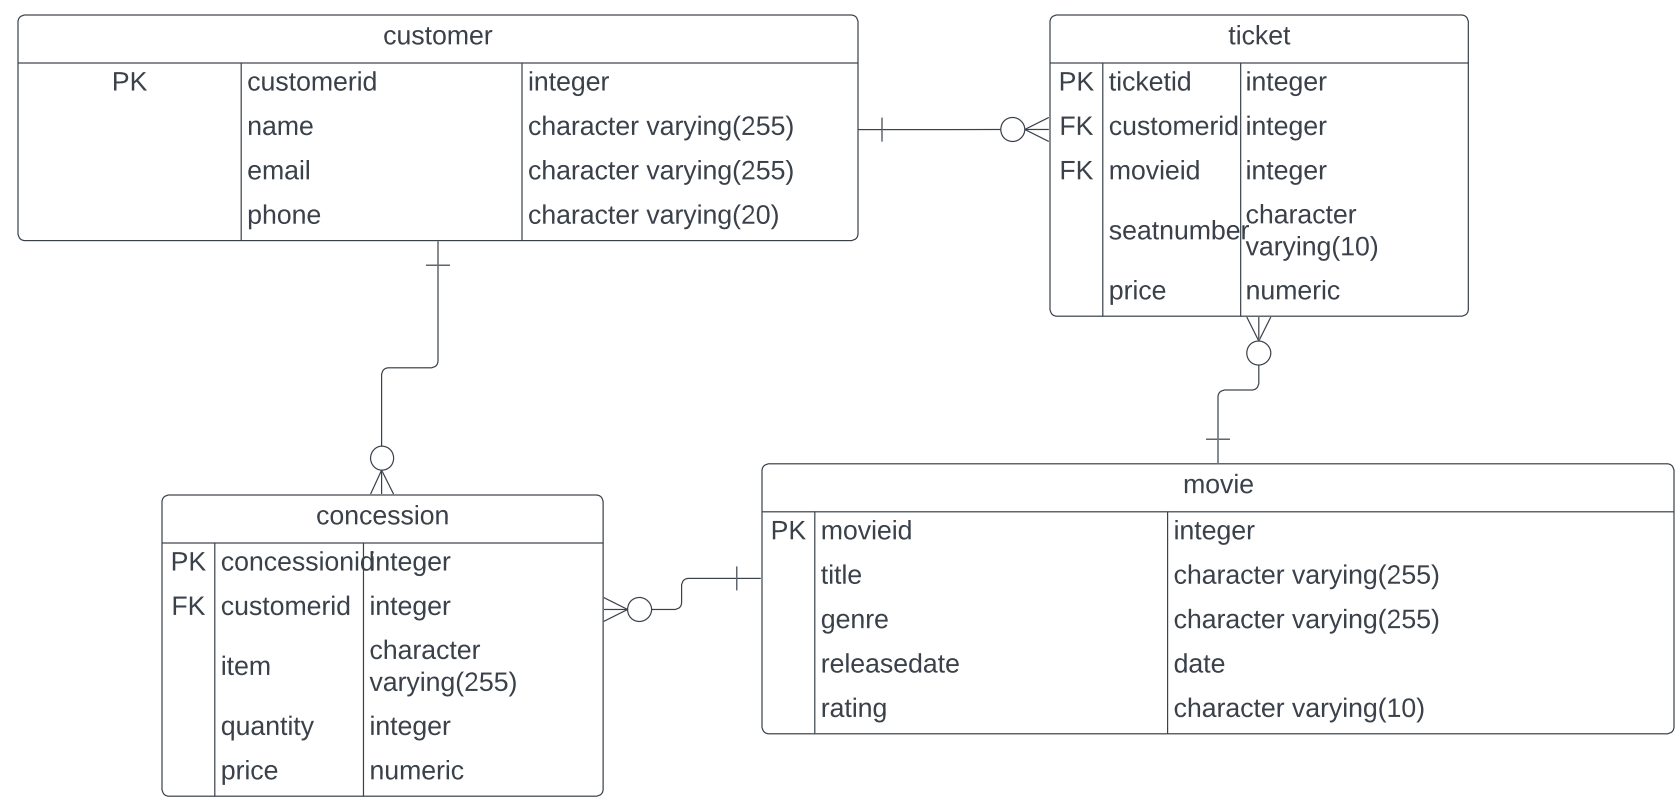 customer
PK customerid integer
name character varying(255)
email character varying(255)
phone character varying(20)
ticket
PK ticketid integer
FK customerid integer
FK movieid integer
seatnumber character
varying(10)
price numeric
concession
PK concessionid integer
FK customerid integer
item character
varying(255)
quantity integer
price numeric
movie
PK movieid integer
title character varying(255)
genre character varying(255)
releasedate date
rating character varying(10)